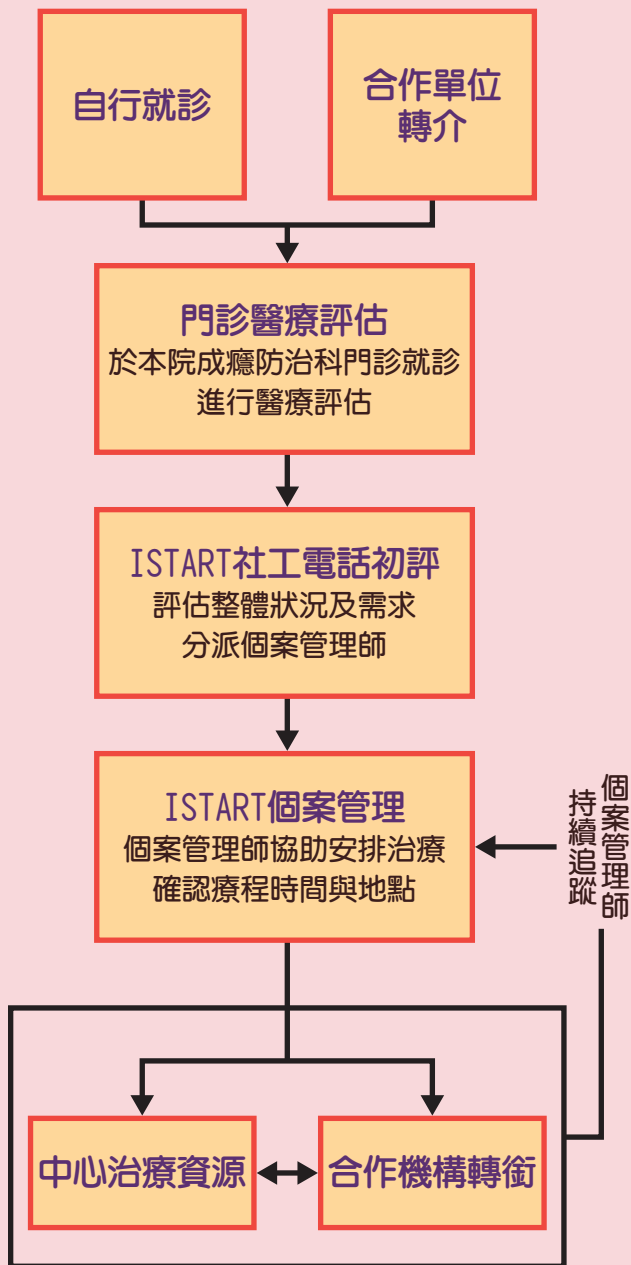 自行就診
合作單位
轉介
門診醫療評估
於本院成癮防治科門診就診
進行醫療評估
ISTART社工電話初評
評估整體狀況及需求
分派個案管理師
ISTART個案管理
個案管理師協助安排治療
確認療程時間與地點
個案管理師
持續追蹤
中心治療資源
合作機構轉銜